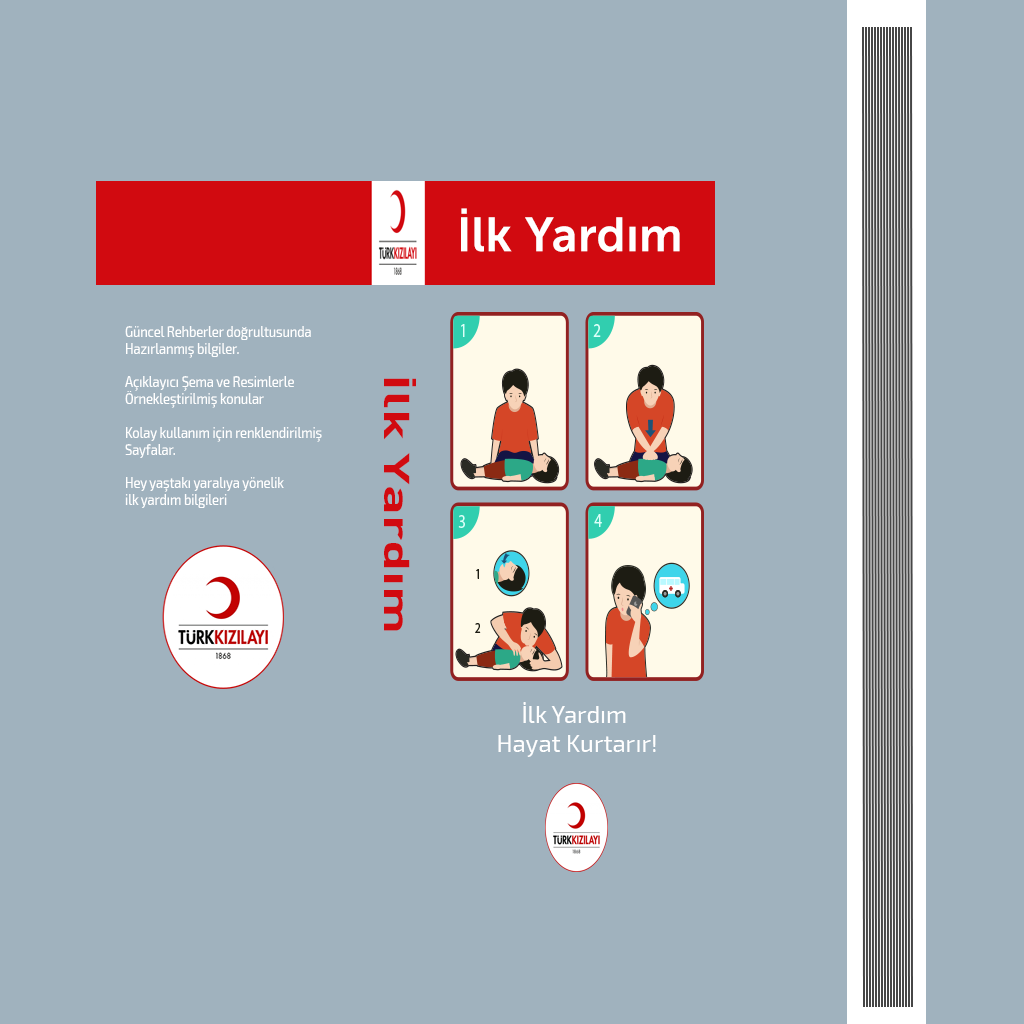 Güncel Rehberler doğrultusunda
Hazırlanmış bilgiler.
Açıklayıcı Şema ve Resimlerle
Örnekleştirilmiş konular
Kolay kullanım için renklendirilmiş
Sayfalar.
Hey yaştakı yaralıya yönelik
ilk yardım bilgileri
TÜRKKIZILAYI
1868
TÜRKKIZILAYI
1868
İlk Yardım
İlk Yardım
1
2
3
1
2
4
İlk Yardım
Hayat Kurtarır!
TÜRKKIZILAYI
1868